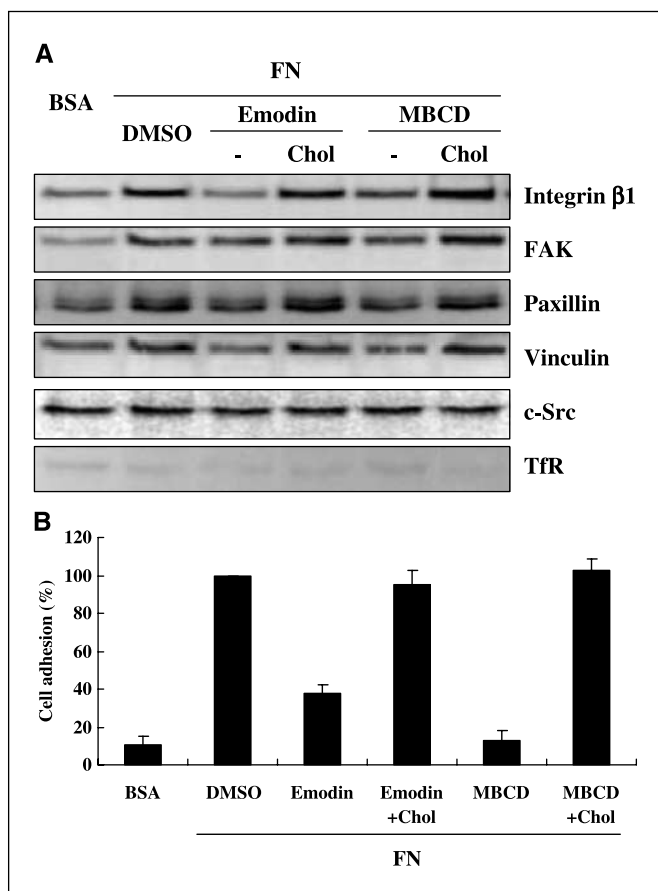 A
FN
BSA
Emodin
MBCD
DMSO
- Chol - Chol
Integrin β1
FAK
Paxillin
Vinculin
c-Src
TfR
B
120
100
80
60
40
20
0
Cell adhesion (%)
BSA DMSO Emodin Emodin MBCD MBCD
+Chol +Chol
FN